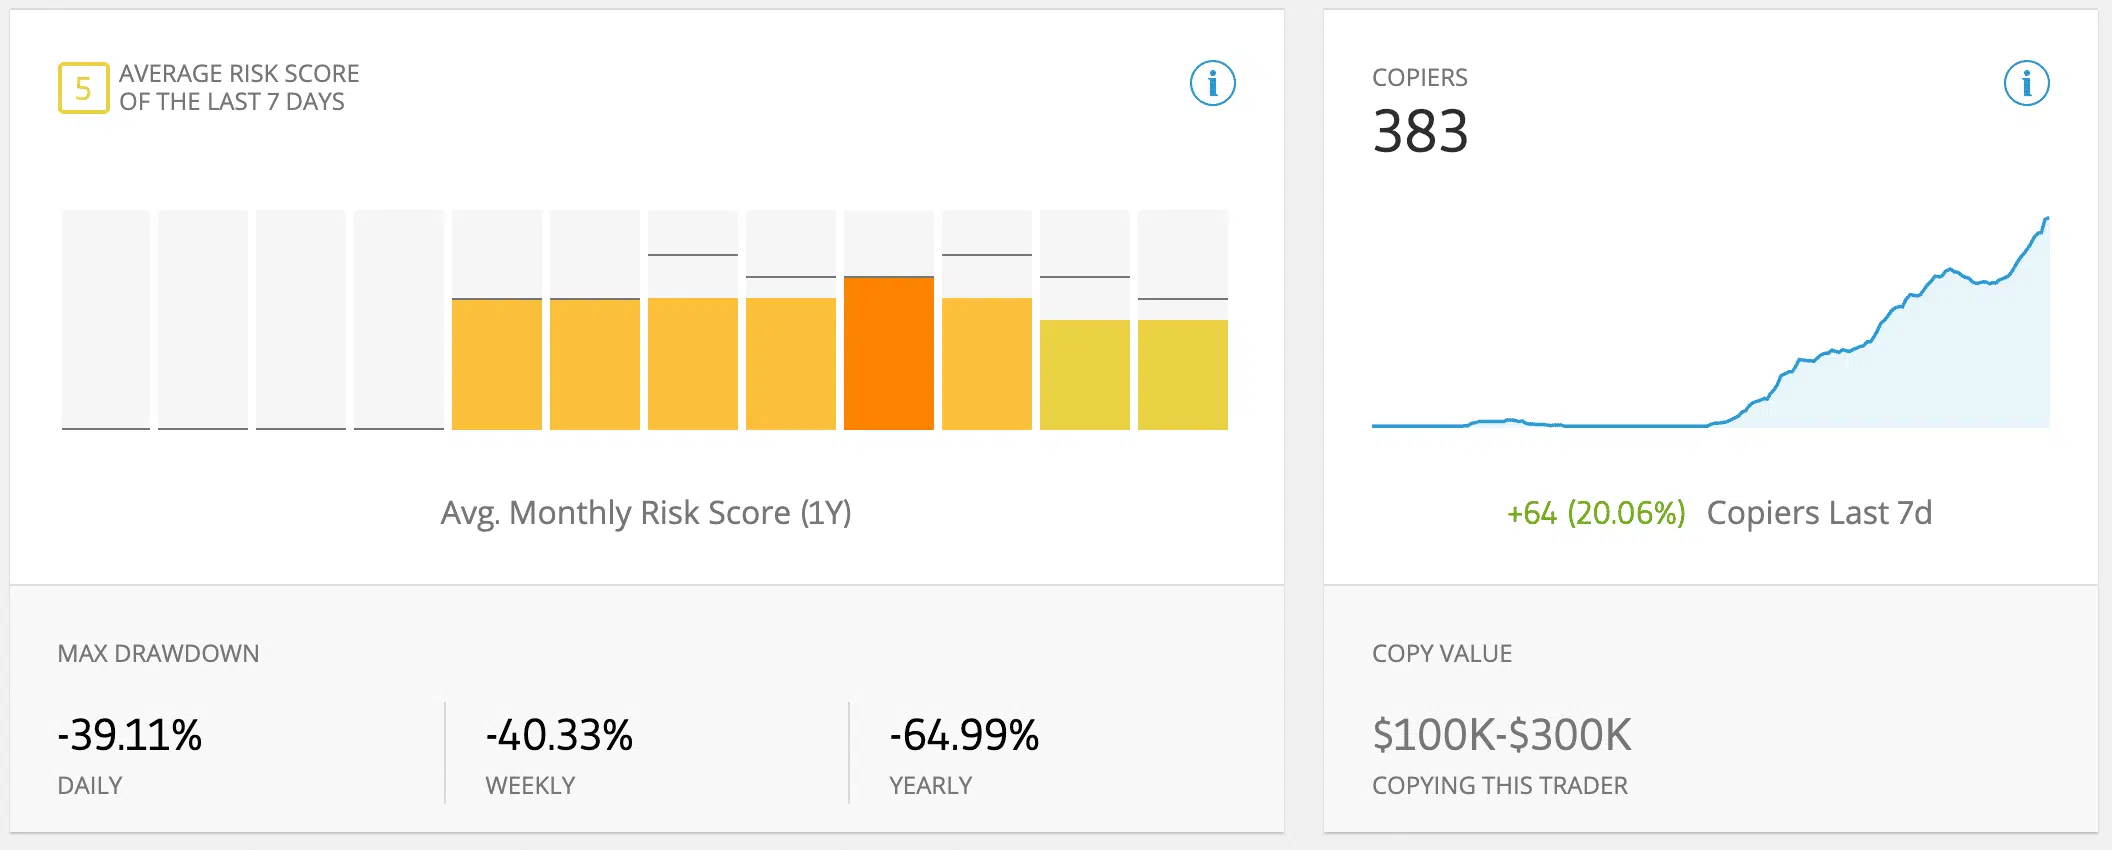 5
AVERAGE RISK SCORE
OF THE LAST 7 DAYS
i
Avg. Monthly Risk Score (1Y)
MAX DRAWDOWN
-39.11%
DAILY
-40.33%
WEEKLY
-64.99%
YEARLY
COPIERS
i
383
+64 (20.06%) Copiers Last 7d
COPY VALUE
$100K-$300K
COPYING THIS TRADER